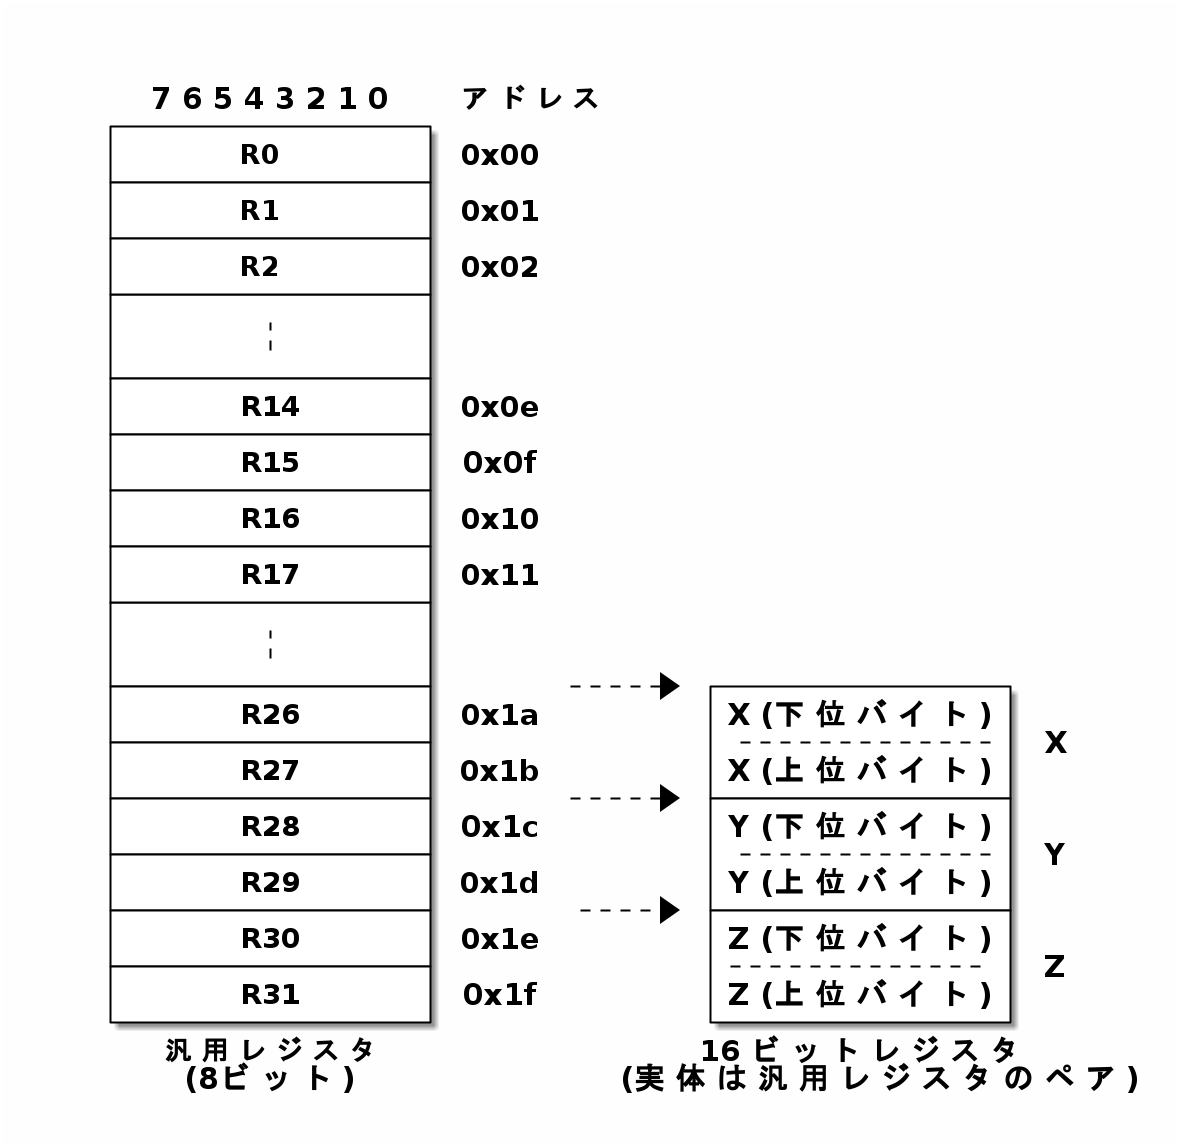 7 6 5 4 3 2 1 0 アドレス
R0 0x00
R1 0x01
R2 0x02
R14 0x0e
R15 0x0f
R16 0x10
R17 0x11
R26 0x1a X (下位バイト)
X
R27 0x1b X (上位バイト)
R28 0x1c Y (下位バイト)
Y
R29 0x1d Y (上位バイト)
R30 0x1e Z (下位バイト)
Z
R31 0x1f Z (上位バイト)
汎用レジスタ
(8ビット)
16ビットレジスタ
(実体は汎用レジスタのペア)